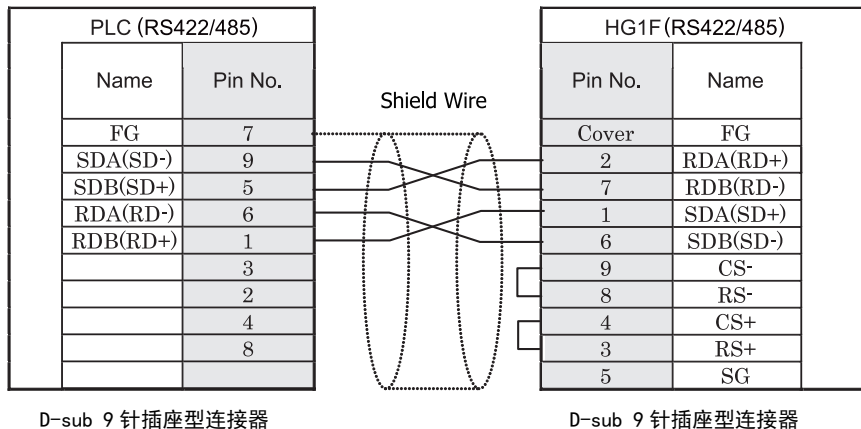 PLC (RS422/485) HG1F(RS422/485)
Name Pin No. Pin No. Name
Shield Wire
FG 7 Cover FG
SDA(SD-) 9 2 RDA(RD+)
SDB(SD+) 5 7 RDB(RD-)
RDA(RD-) 6 1 SDA(SD+)
RDB(RD+) 1 6 SDB(SD-)
3 9 CS-
2 8 RS-
4 4 CS+
8 3 RS+
5 SG
D-sub 9 针插座型连接器 D-sub 9 针插座型连接器